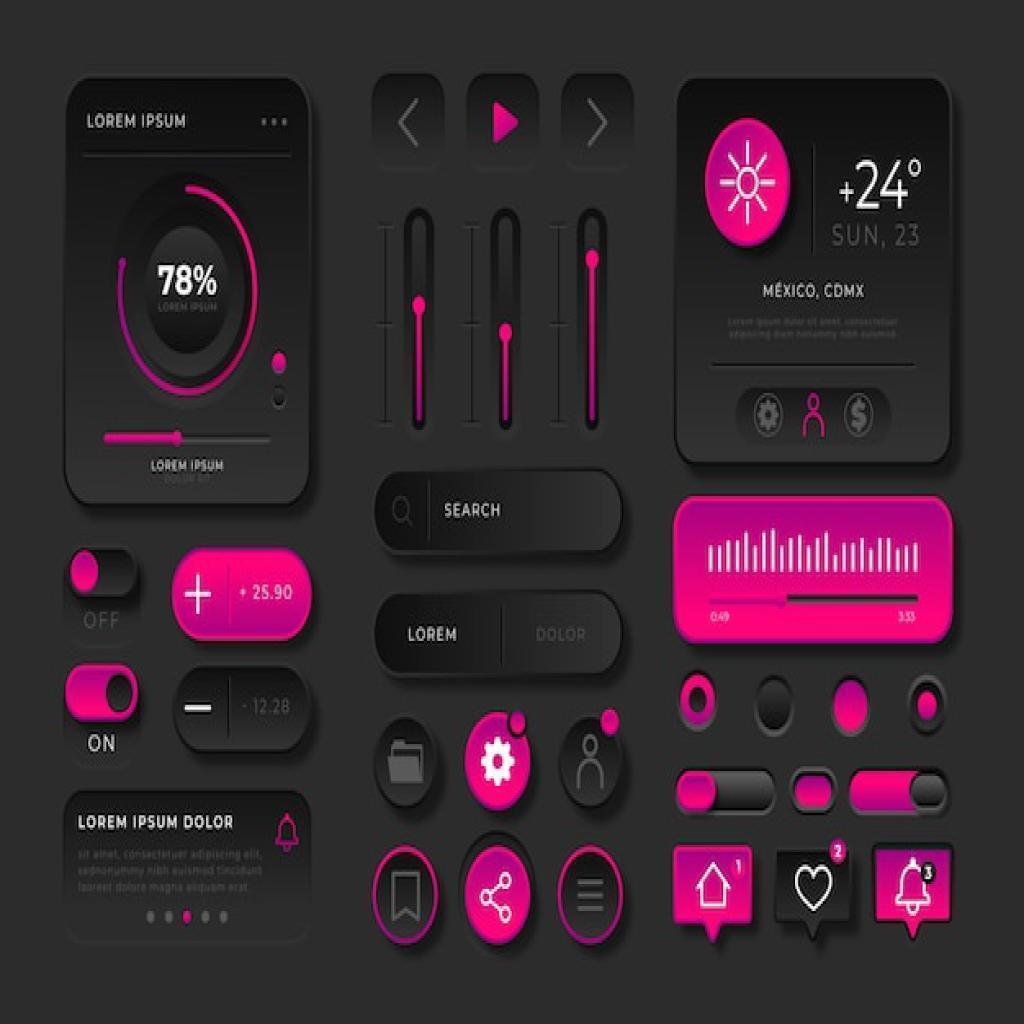 LOREM IPSUM
78%
LOREM IPSUM
LOREM IPSUM
DOLOR SIT
OFF
+ 25.90
ON
- 12.28
LOREM IPSUM DOLOR
sit amet, consectetuer adipiscing elit,
sednonummy nibh euismod tincidunt
laoreet dolore magna aliquam erat.
SEARCH
LOREM
DOLOR
+24°
SUN, 23
MÉXICO, CDMX
Lorem ipsum dolor sit amet, consectetuer
adipiscing diam nonummy nibh euismod
$
0:49
3:33
1
2
3